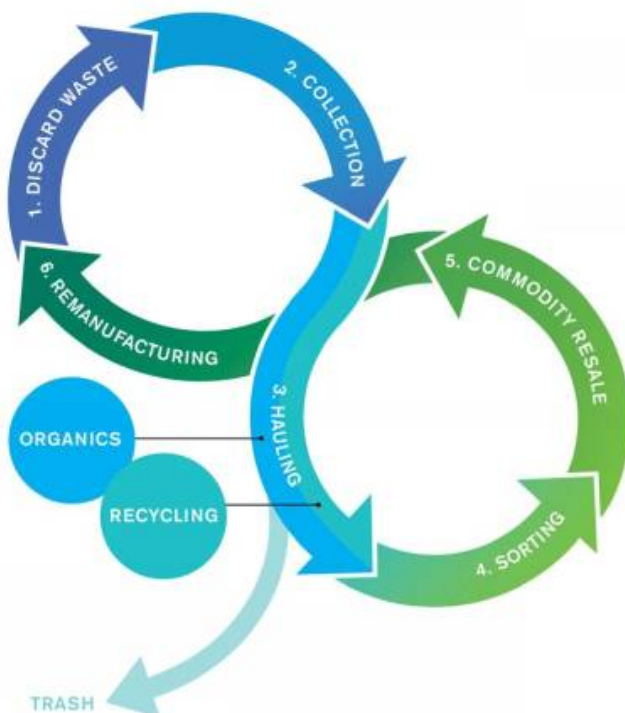 1. DISCARD WASTE
2. COLLECTION
3. HAULING
4. SORTING
5. COMMODITY RESALE
6. REMANUFACTURING
ORGANICS
RECYCLING
TRASH